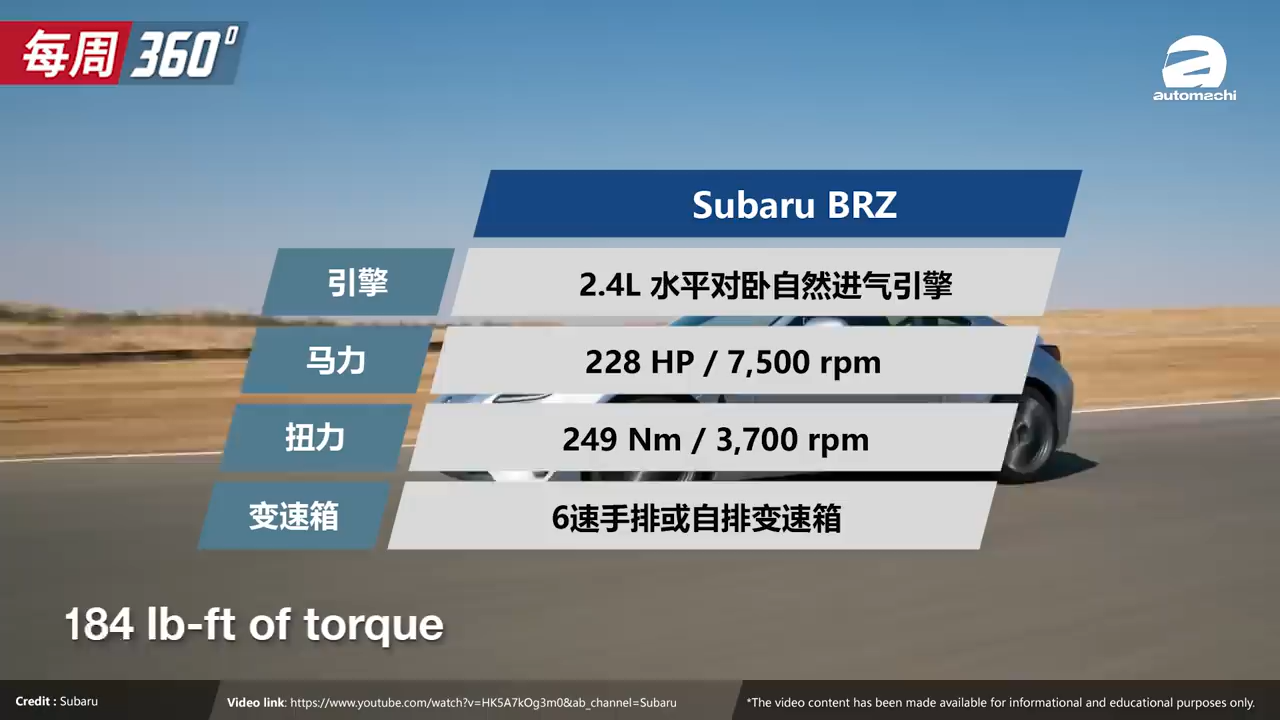 每周 360°
automachi
Subaru BRZ
引擎 2.4L 水平对卧自然进气引擎
马力 228 HP / 7,500 rpm
扭力 249 Nm / 3,700 rpm
变速箱 6速手排或自排变速箱
184 lb-ft of torque
Credit : Subaru
Video link: https://www.youtube.com/watch?v=HK5A7kOg3m0&ab_channel=Subaru
*The video content has been made available for informational and educational purposes only.